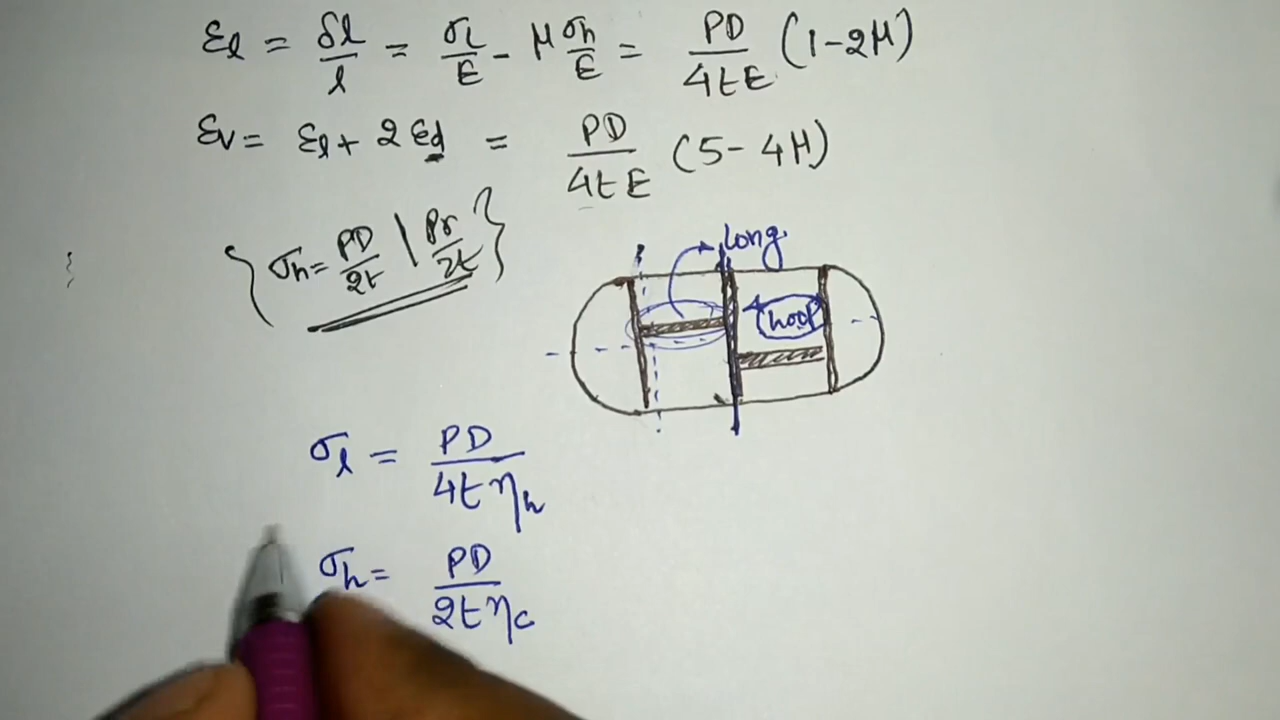 εl = δl/l = σL/E - μ σh/E = PD/4tE (1-2μ)
εv = εl + 2 εd = PD/4tE (5-4μ)
{ σh = PD/2t | Pr/2t }
Long
hoop
σl = PD/4tηh
σh = PD/2tηc